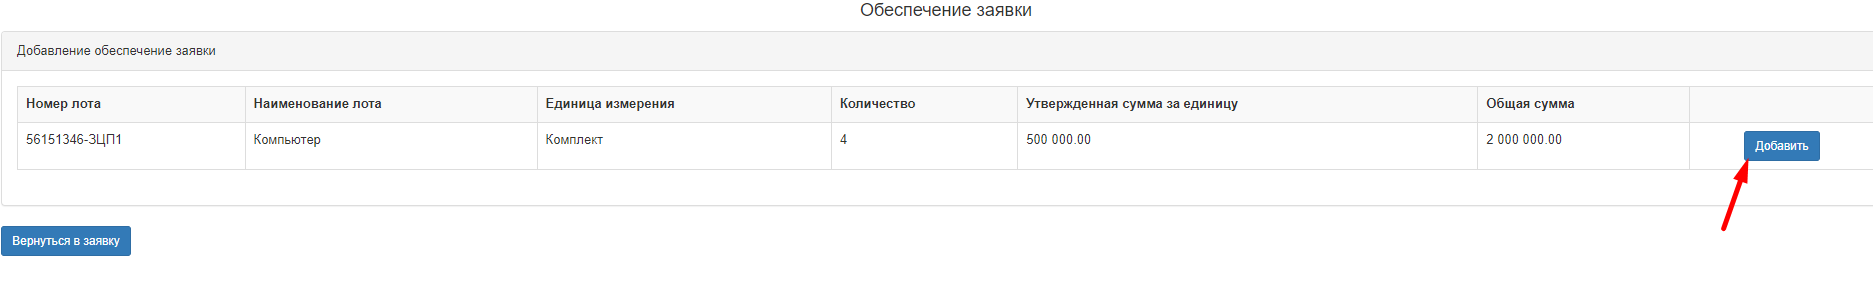 Обеспечение заявки
Добавление обеспечение заявки
Номер лота Наименование лота Единица измерения Количество Утвержденная сумма за единицу Общая сумма
56151346-ЗЦП1 Компьютер Комплект 4 500 000.00 2 000 000.00 Добавить
Вернуться в заявку